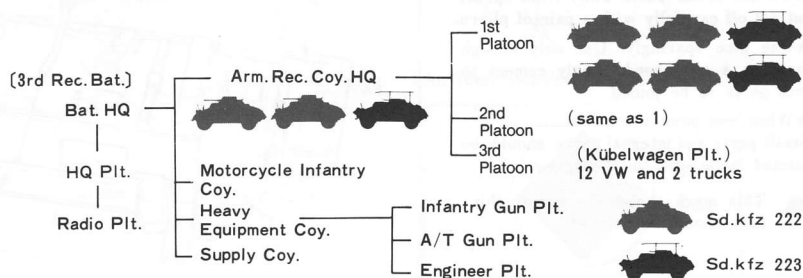 [3rd Rec. Bat.]
Bat. HQ
HQ Plt.
Radio Plt.
Arm. Rec. Coy. HQ
Motorcycle Infantry
Coy.
Heavy
Equipment Coy.
Supply Coy.
1st
Platoon
2nd
Platoon
(same as 1)
3rd
Platoon
(Kübelwagen Plt.)
12 VW and 2 trucks
Infantry Gun Plt.
A/T Gun Plt.
Engineer Plt.
Sd.kfz 222
Sd.kfz 223